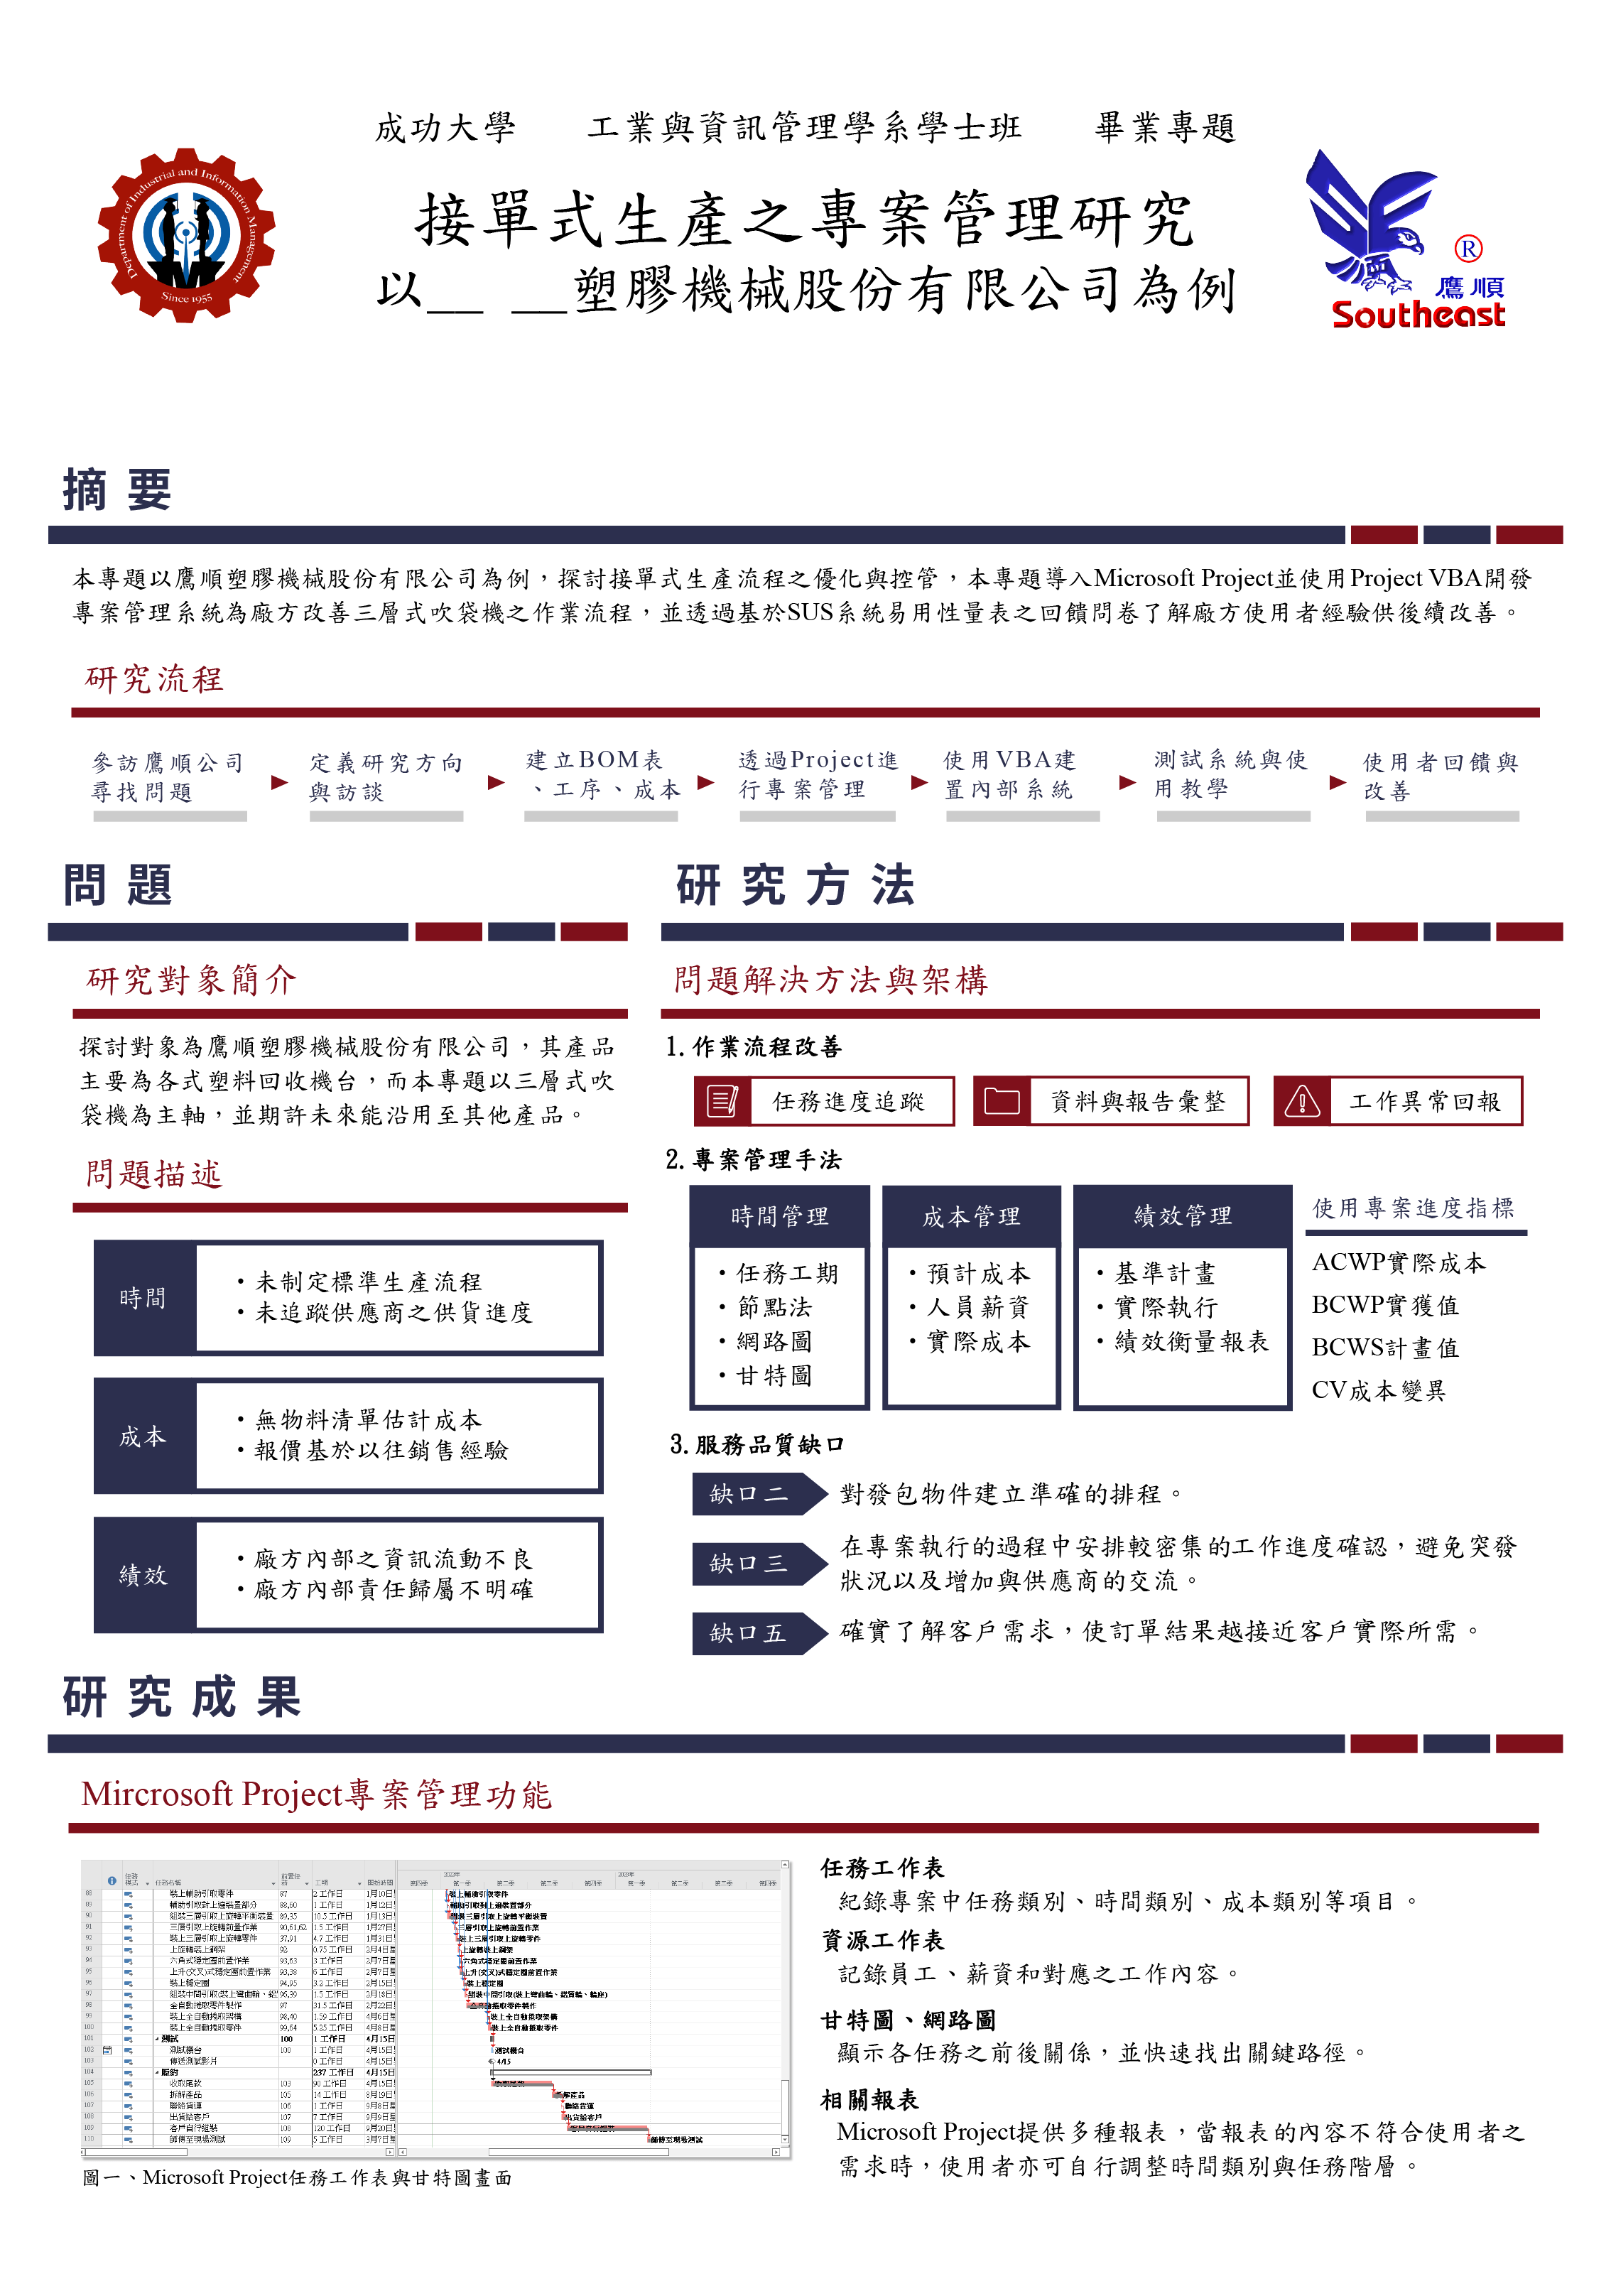 成功大學 工業與資訊管理學系學士班 畢業專題
Department of Industrial and Information Management
Since 1955
接單式生產之專案管理研究
以__ __塑膠機械股份有限公司為例
®
鷹順
Southeast
摘要
本專題以鷹順塑膠機械股份有限公司為例，探討接單式生產流程之優化與控管，本專題導入Microsoft Project並使用Project VBA開發
專案管理系統為廠方改善三層式吹袋機之作業流程，並透過基於SUS系統易用性量表之回饋問卷了解廠方使用者經驗供後續改善。
研究流程
參訪鷹順公司
尋找問題
定義研究方向
與訪談
建立BOM表
、工序、成本
透過Project進
行專案管理
使用VBA建
置內部系統
測試系統與使
用教學
使用者回饋與
改善
問題
研究對象簡介
探討對象為鷹順塑膠機械股份有限公司，其產品
主要為各式塑料回收機台，而本專題以三層式吹
袋機為主軸，並期許未來能沿用至其他產品。
問題描述
時間
・未制定標準生產流程
・未追蹤供應商之供貨進度
成本
・無物料清單估計成本
・報價基於以往銷售經驗
績效
・廠方內部之資訊流動不良
・廠方內部責任歸屬不明確
研究方法
問題解決方法與架構
1.作業流程改善
任務進度追蹤
資料與報告彙整
工作異常回報
2.專案管理手法
時間管理
・任務工期
・節點法
・網路圖
・甘特圖
成本管理
・預計成本
・人員薪資
・實際成本
績效管理
・基準計畫
・實際執行
・績效衡量報表
使用專案進度指標
ACWP實際成本
BCWP實獲值
BCWS計畫值
CV成本變異
3.服務品質缺口
缺口二
對發包物件建立準確的排程。
缺口三
在專案執行的過程中安排較密集的工作進度確認，避免突發
狀況以及增加與供應商的交流。
缺口五
確實了解客戶需求，使訂單結果越接近客戶實際所需。
研究成果
Mircrosoft Project專案管理功能
圖一、Microsoft Project任務工作表與甘特圖畫面
任務工作表
紀錄專案中任務類別、時間類別、成本類別等項目。
資源工作表
記錄員工、薪資和對應之工作內容。
甘特圖、網路圖
顯示各任務之前後關係，並快速找出關鍵路徑。
相關報表
Microsoft Project提供多種報表，當報表的內容不符合使用者之
需求時，使用者亦可自行調整時間類別與任務階層。